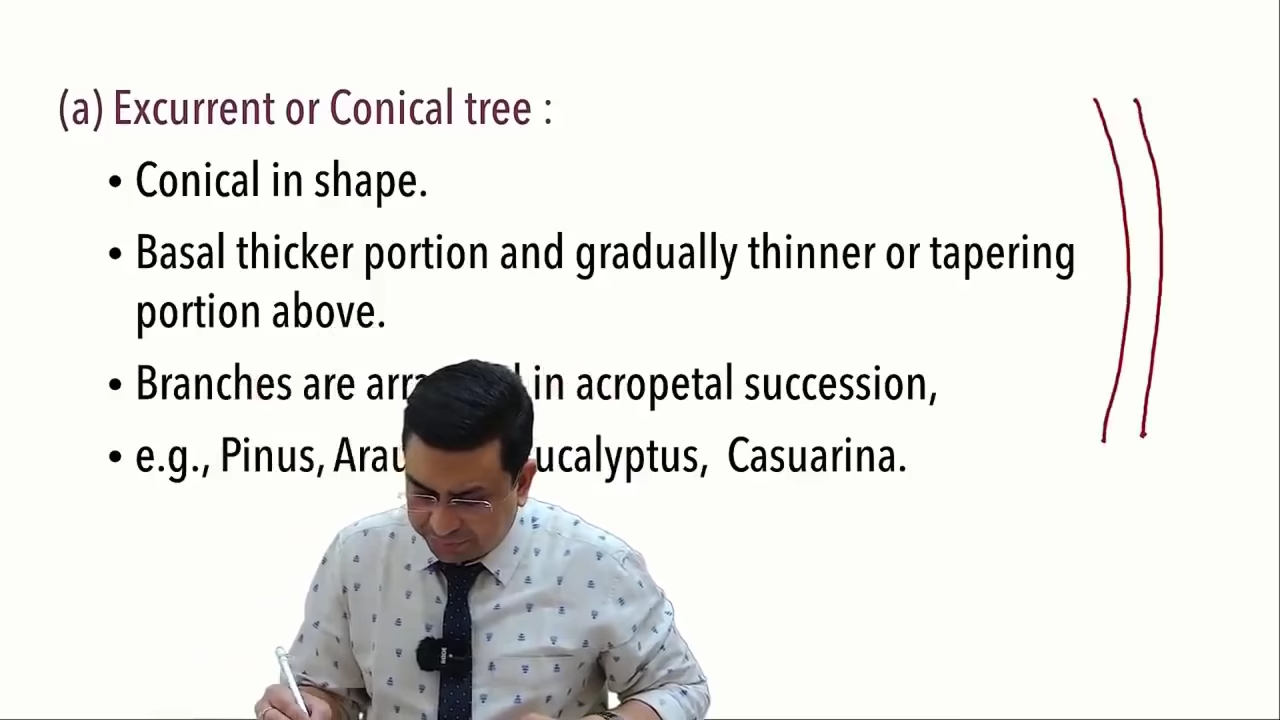 (a) Excurrent or Conical tree :
• Conical in shape.
• Basal thicker portion and gradually thinner or tapering
portion above.
• Branches are in acropetal succession,
• e.g., Pinus, Casuarina.